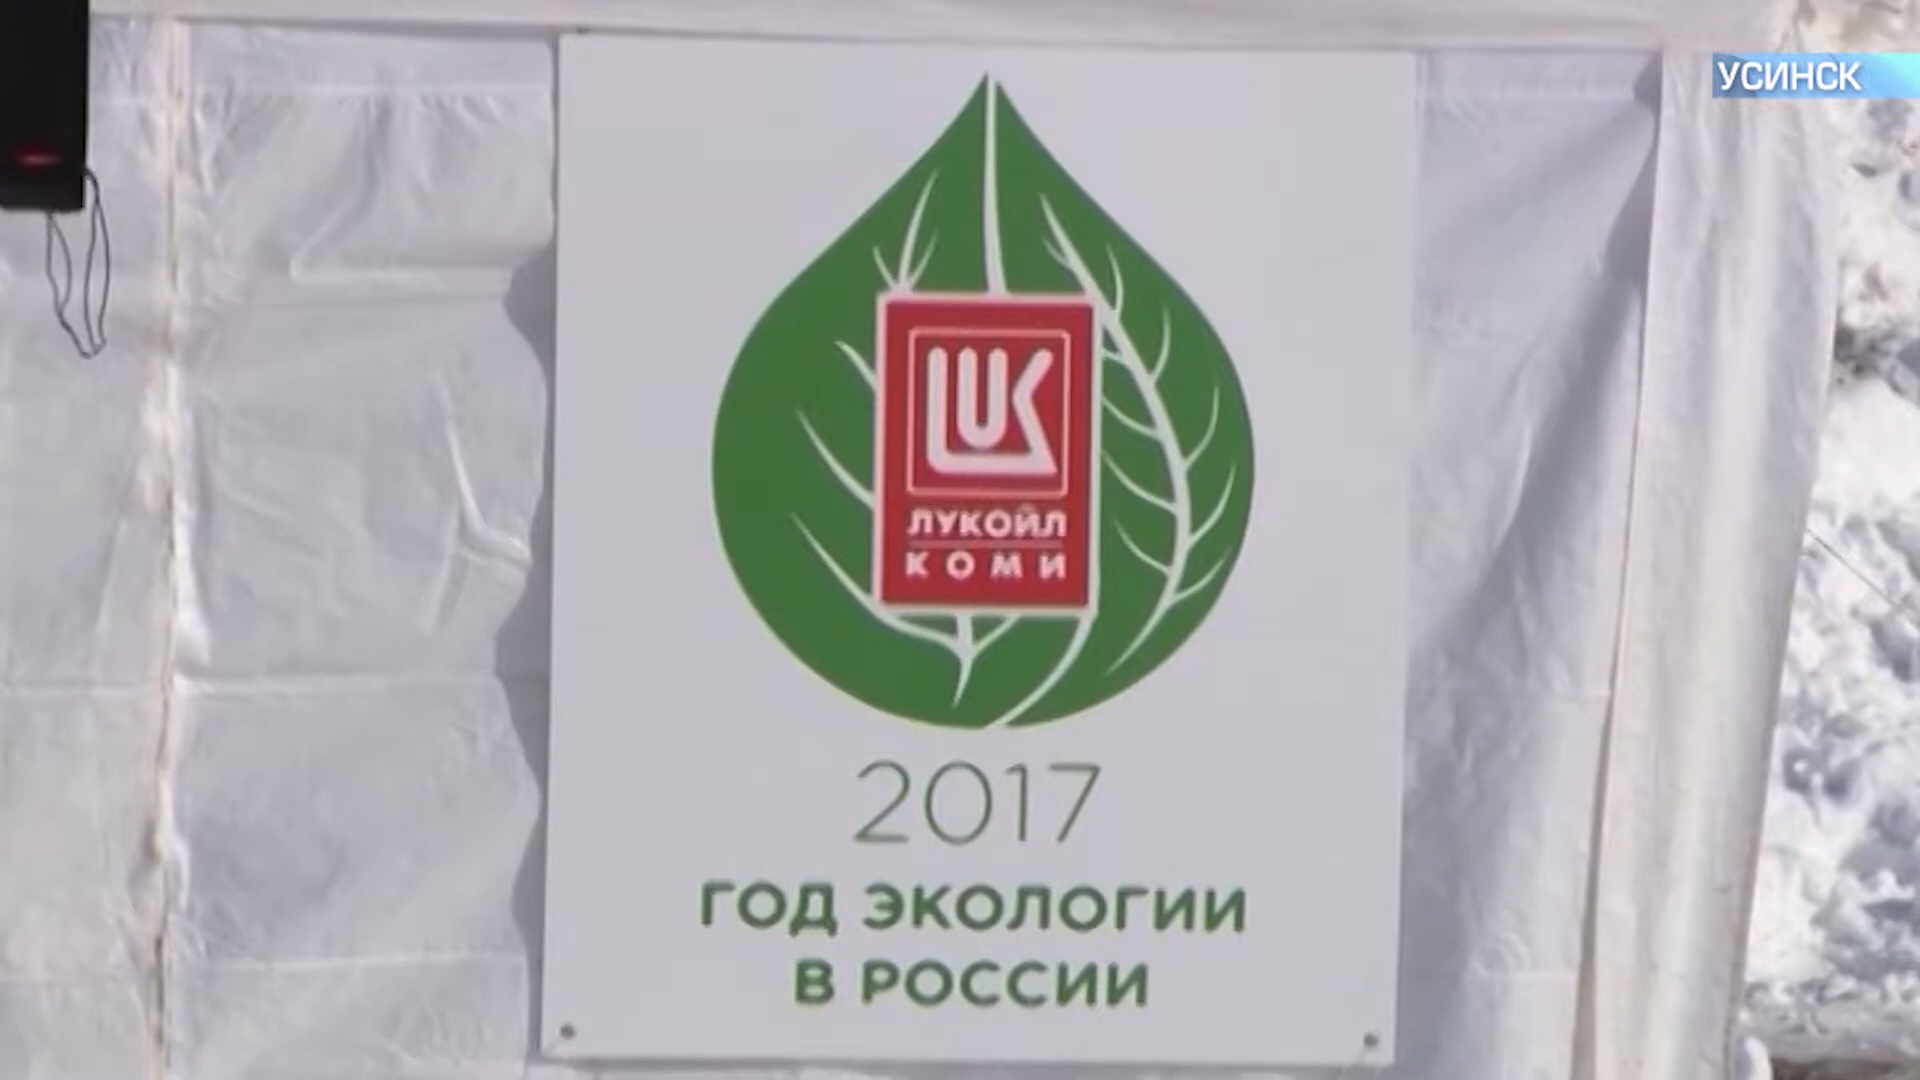 УСИНСК
LUK
ЛУКОЙЛ
КОМИ
2017
ГОД ЭКОЛОГИИ
В РОССИИ